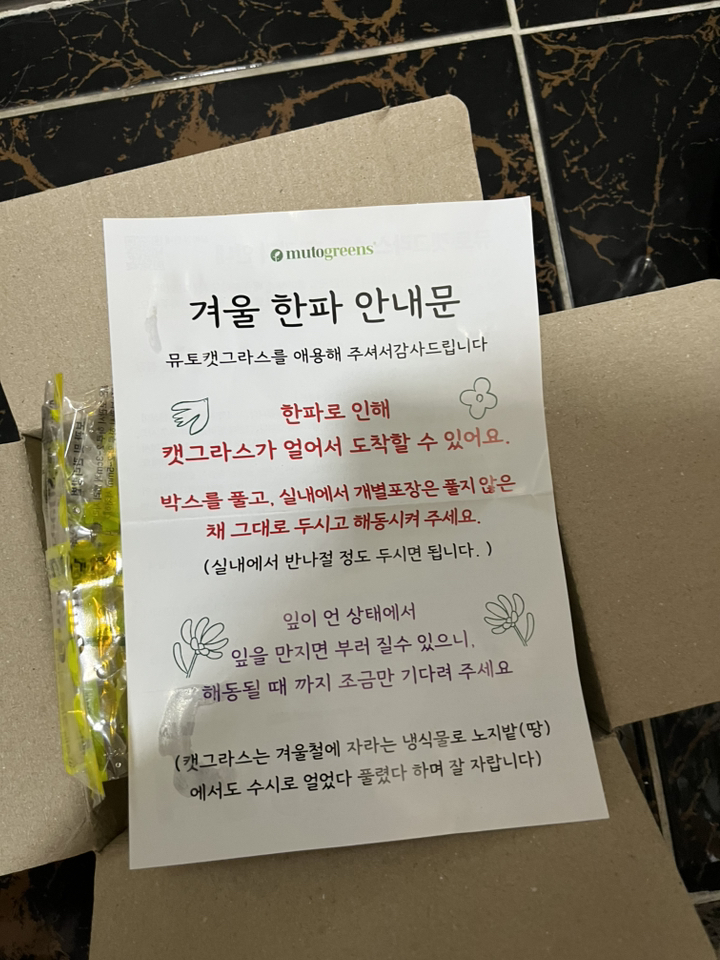 mutogreens
겨울 한파 안내문
뮤토캣그라스를 애용해 주셔서감사드립니다
한파로 인해
캣그라스가 얼어서 도착할 수 있어요.
박스를 풀고, 실내에서 개별포장은 풀지 않은
채 그대로 두시고 해동시켜 주세요.
(실내에서 반나절 정도 두시면 됩니다. )
잎이 언 상태에서
잎을 만지면 부러 질수 있으니,
해동될 때 까지 조금만 기다려 주세요
(캣그라스는 겨울철에 자라는 냉식물로 노지밭(땅)
에서도 수시로 얼었다 풀렸다 하며 잘 자랍니다)